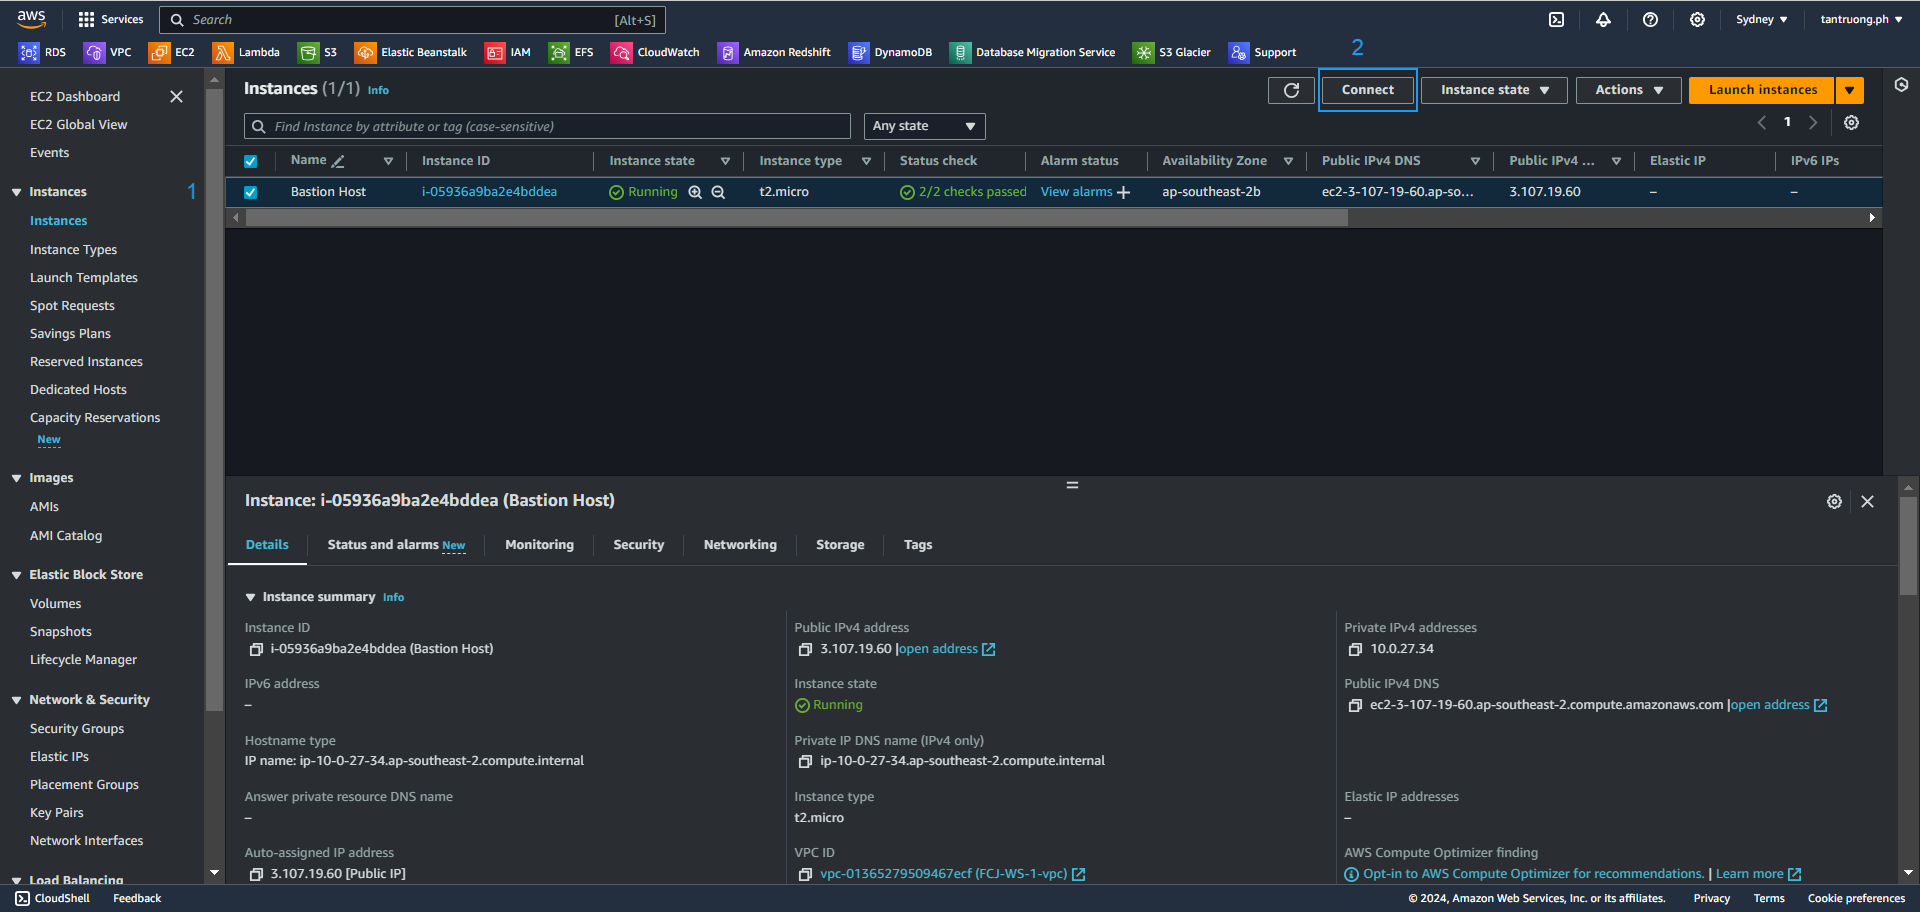 aws Services Search [Alt+S] Sydney tantruong.ph
RDS VPC EC2 Lambda S3 Elastic Beanstalk IAM EFS CloudWatch Amazon Redshift DynamoDB Database Migration Service S3 Glacier Support
2
EC2 Dashboard
EC2 Global View
Events
Instances
1
Instances
Instance Types
Launch Templates
Spot Requests
Savings Plans
Reserved Instances
Dedicated Hosts
Capacity Reservations
New
Images
AMIs
AMI Catalog
Elastic Block Store
Volumes
Snapshots
Lifecycle Manager
Network & Security
Security Groups
Elastic IPs
Placement Groups
Key Pairs
Network Interfaces
Load Balancing
Instances (1/1) Info
Connect Instance state Actions Launch instances
Find Instance by attribute or tag (case-sensitive) Any state 1
Name Instance ID Instance state Instance type Status check Alarm status Availability Zone Public IPv4 DNS Public IPv4 ... Elastic IP IPv6 IPs
Bastion Host i-05936a9ba2e4bddea Running t2.micro 2/2 checks passed View alarms + ap-southeast-2b ec2-3-107-19-60.ap-so... 3.107.19.60 – –
Instance: i-05936a9ba2e4bddea (Bastion Host)
Details Status and alarms New Monitoring Security Networking Storage Tags
Instance summary Info
Instance ID
i-05936a9ba2e4bddea (Bastion Host)
Public IPv4 address
3.107.19.60 |open address
Private IPv4 addresses
10.0.27.34
IPv6 address
–
Instance state
Running
Public IPv4 DNS
ec2-3-107-19-60.ap-southeast-2.compute.amazonaws.com |open address
Hostname type
IP name: ip-10-0-27-34.ap-southeast-2.compute.internal
Private IP DNS name (IPv4 only)
ip-10-0-27-34.ap-southeast-2.compute.internal
Answer private resource DNS name
–
Instance type
t2.micro
Elastic IP addresses
–
Auto-assigned IP address
3.107.19.60 [Public IP]
VPC ID
vpc-01365279509467ecf (FCJ-WS-1-vpc)
AWS Compute Optimizer finding
Opt-in to AWS Compute Optimizer for recommendations. | Learn more
CloudShell Feedback © 2024, Amazon Web Services, Inc. or its affiliates. Privacy Terms Cookie preferences